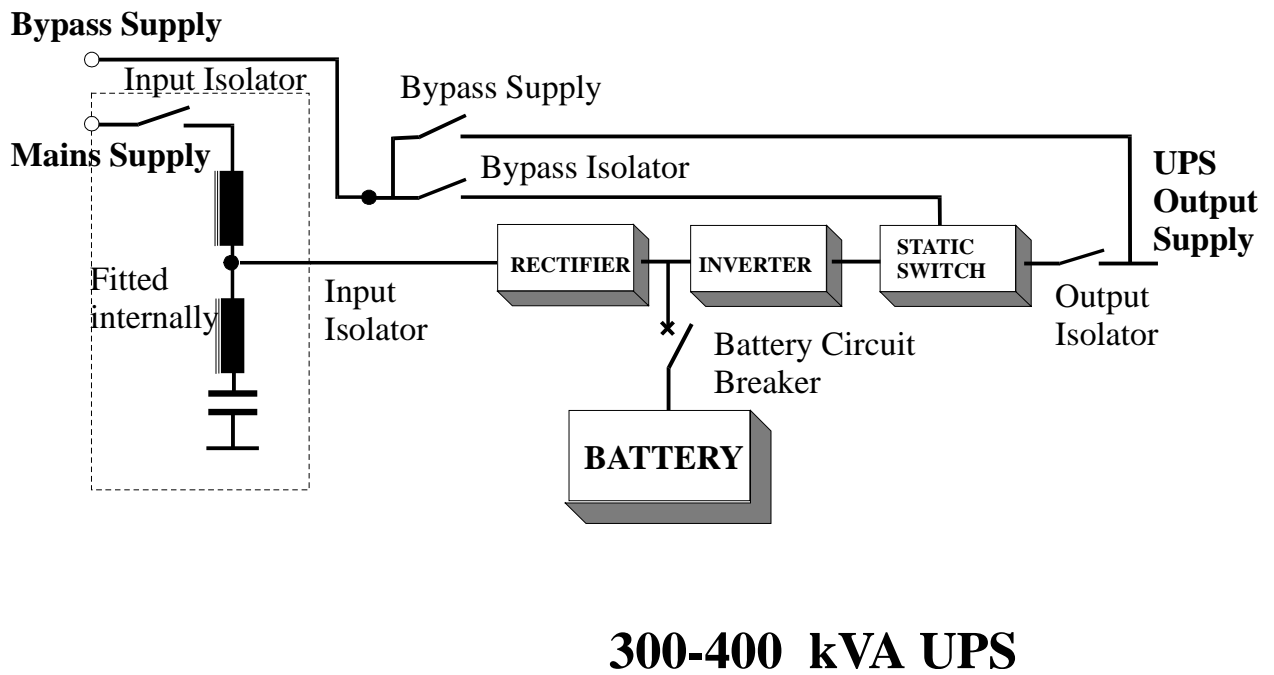 Bypass Supply
Input Isolator
Bypass Supply
Mains Supply
Bypass Isolator
UPS
Output
Supply
RECTIFIER
INVERTER
STATIC
SWITCH
Fitted
internally
Input
Isolator
Output
Isolator
Battery Circuit
Breaker
BATTERY
300-400 kVA UPS